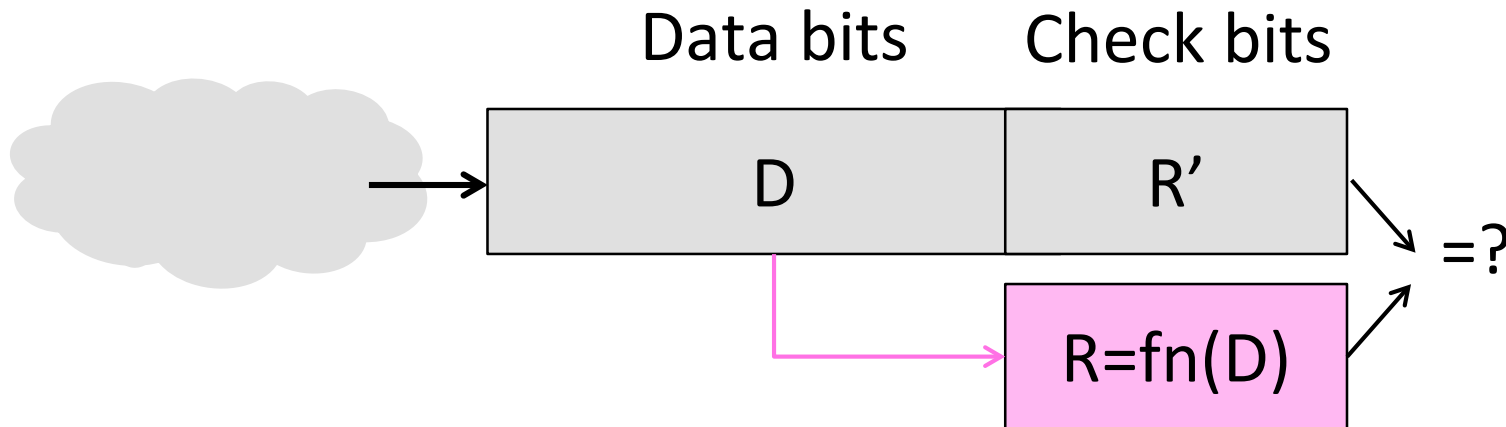 Data bits Check bits
D R’
=?
R=fn(D)